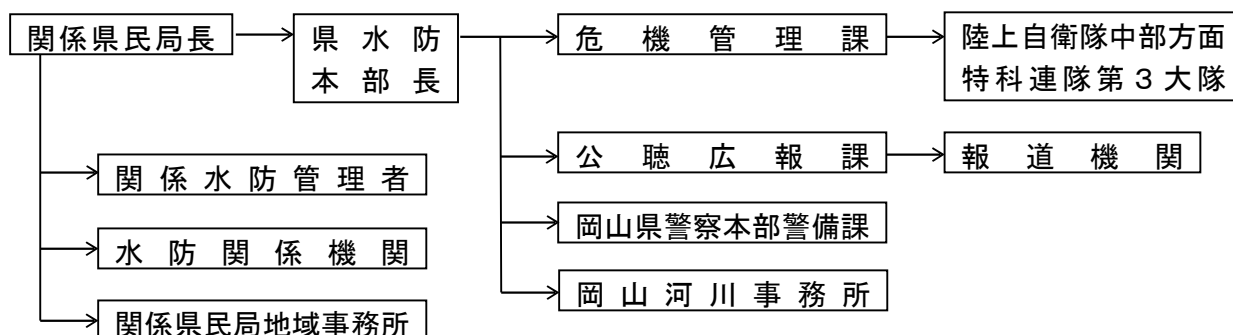 関係県民局長
県水防
本部長
危機管理課
陸上自衛隊中部方面
特科連隊第３大隊
公聴広報課
報道機関
関係水防管理者
岡山県警察本部警備課
水防関係機関
岡山河川事務所
関係県民局地域事務所